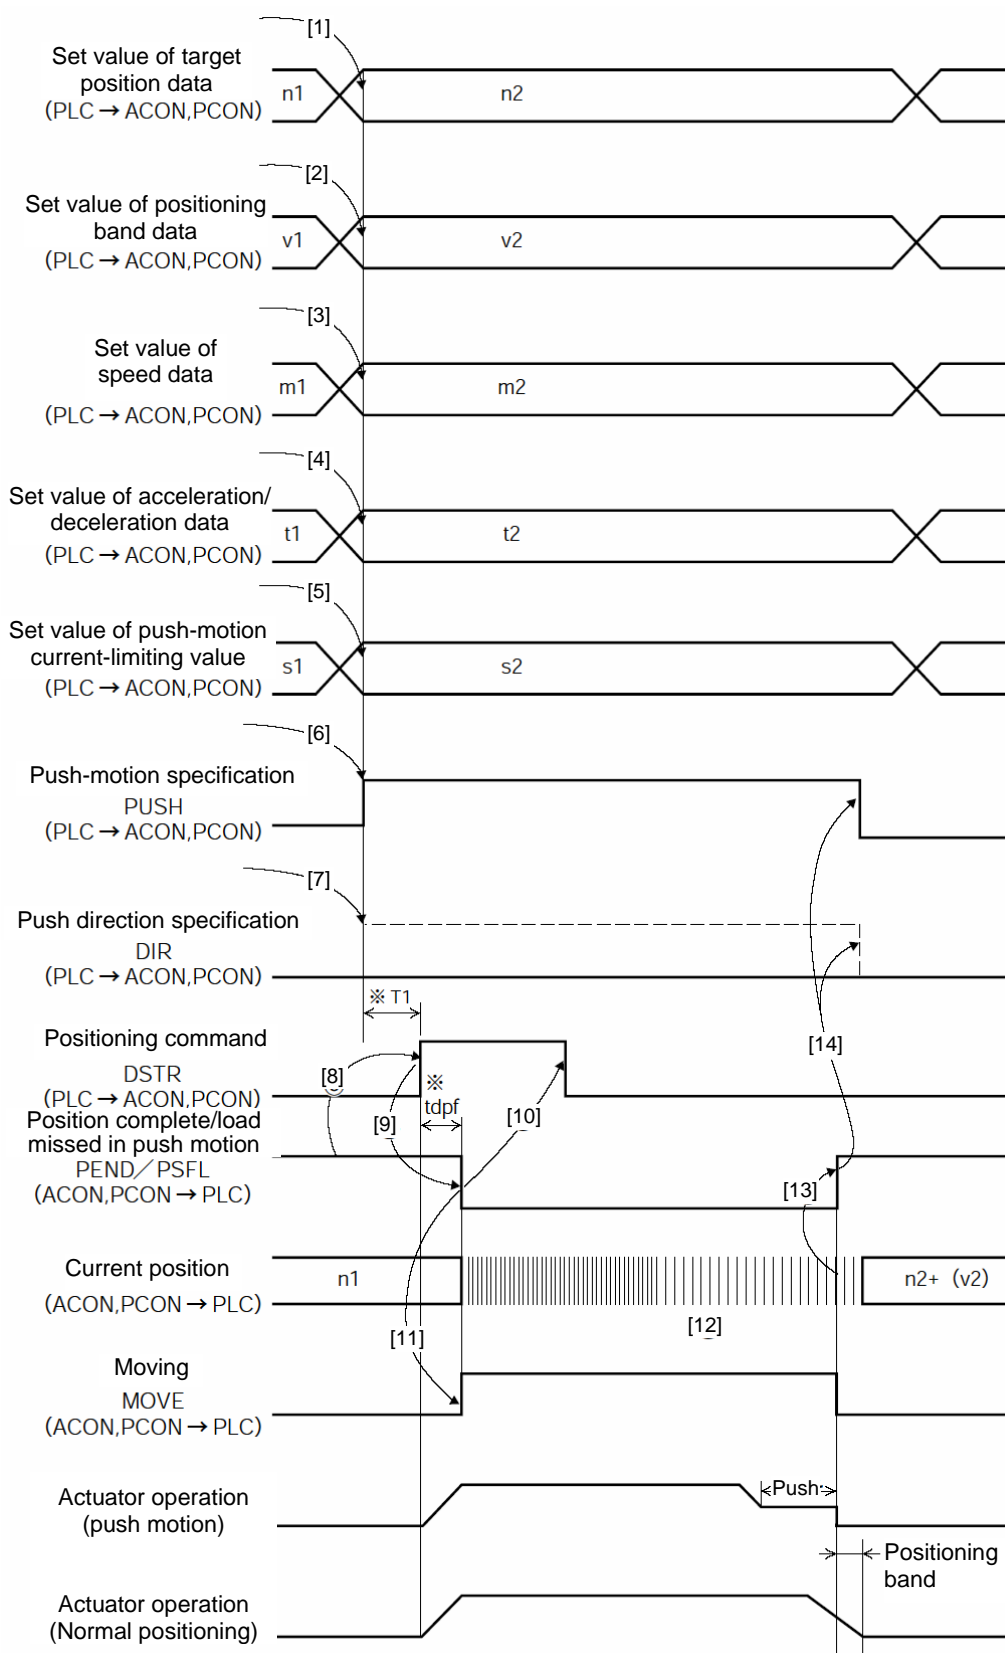 [1]
Set value of target
position data
(PLC → ACON,PCON)
n1
n2
[2]
Set value of positioning
band data
(PLC → ACON,PCON)
v1
v2
[3]
Set value of
speed data
(PLC → ACON,PCON)
m1
m2
[4]
Set value of acceleration/
deceleration data
(PLC → ACON,PCON)
t1
t2
[5]
Set value of push-motion
current-limiting value
(PLC → ACON,PCON)
s1
s2
[6]
Push-motion specification
PUSH
(PLC → ACON,PCON)
[7]
Push direction specification
DIR
(PLC → ACON,PCON)
※ T1
[14]
Positioning command
DSTR
(PLC → ACON,PCON)
[8]
※
tdpf
[9]
[10]
Position complete/load
missed in push motion
PEND/PSFL
(ACON,PCON → PLC)
[13]
Current position
(ACON,PCON → PLC)
n1
n2+ (v2)
[11]
[12]
Moving
MOVE
(ACON,PCON → PLC)
Actuator operation
(push motion)
Push
Positioning
band
Actuator operation
(Normal positioning)